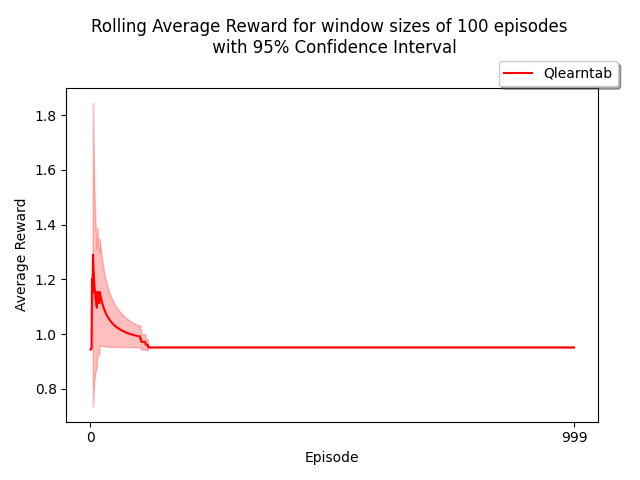 Rolling Average Reward for window sizes of 100 episodes
with 95% Confidence Interval
Qlearntab
1.8
1.6
1.4
1.2
1.0
0.8
Average Reward
0
999
Episode